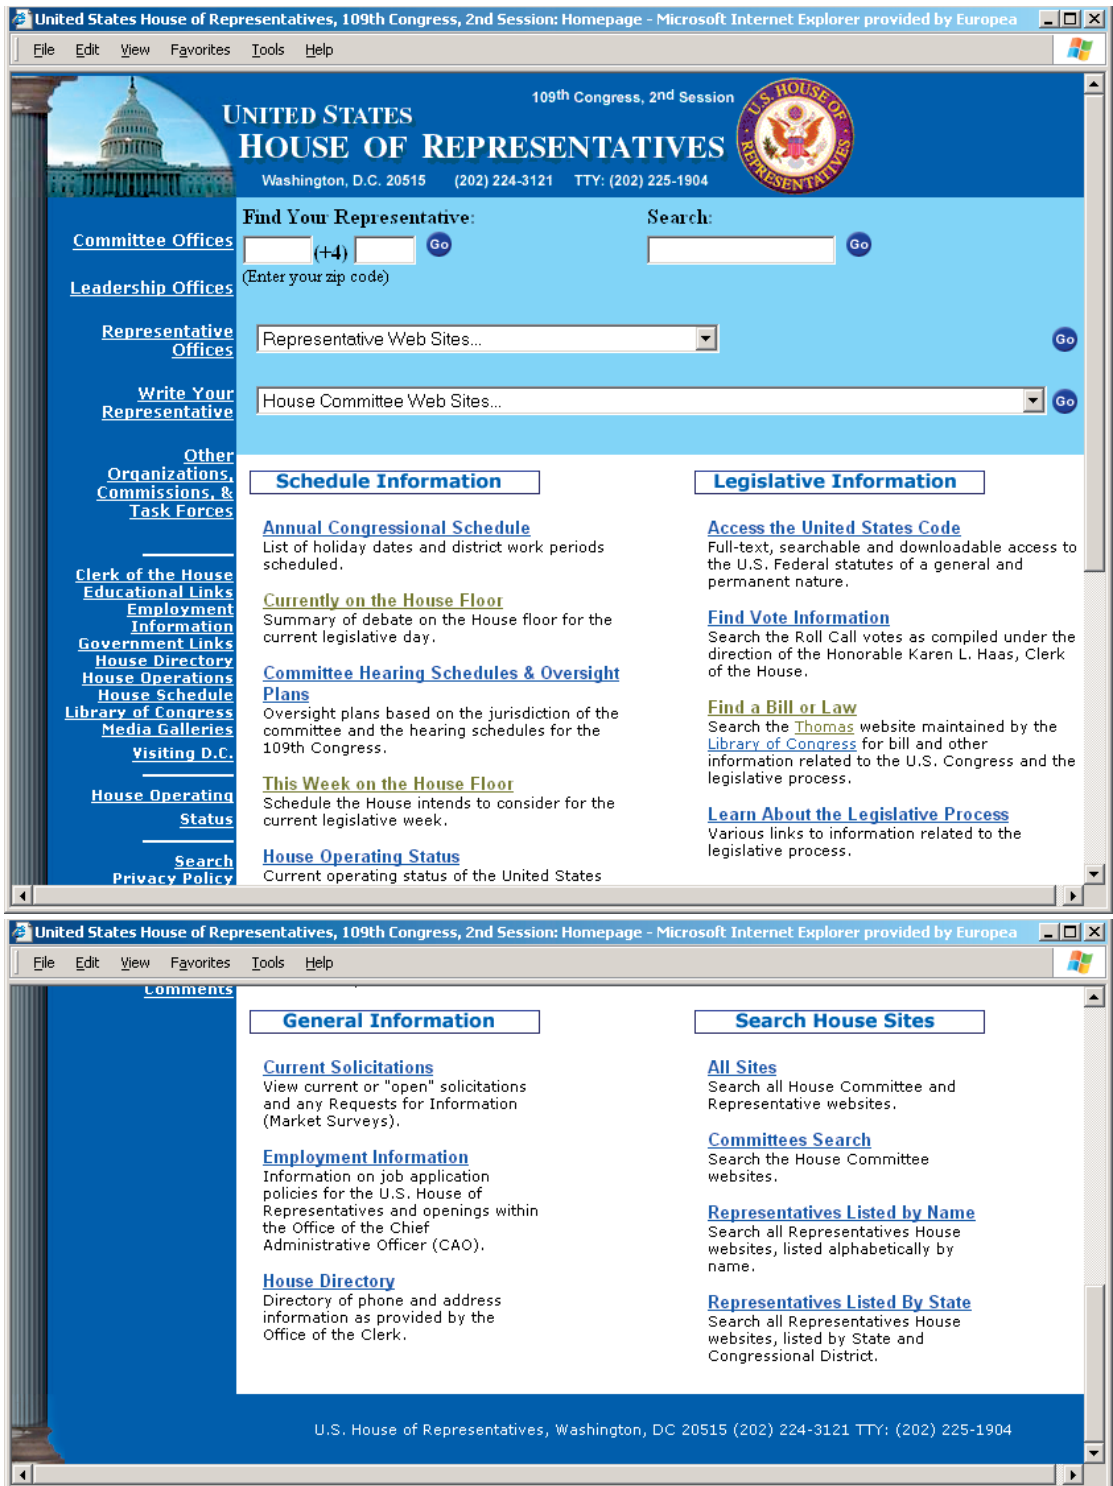 United States House of Representatives, 109th Congress, 2nd Session: Homepage - Microsoft Internet Explorer provided by Europea
File Edit View Favorites Tools Help
109th Congress, 2nd Session
UNITED STATES
HOUSE OF REPRESENTATIVES
Washington, D.C. 20515 (202) 224-3121 TTY: (202) 225-1904
U.S. HOUSE OF REPRESENTATIVES
Committee Offices
Leadership Offices
Representative
Offices
Write Your
Representative
Other
Organizations,
Commissions, &
Task Forces
Clerk of the House
Educational Links
Employment
Information
Government Links
House Directory
House Operations
House Schedule
Library of Congress
Media Galleries
Visiting D.C.
House Operating
Status
Search
Privacy Policy
Find Your Representative:
(+4) Go
(Enter your zip code)
Search:
Go
Representative Web Sites...
Go
House Committee Web Sites...
Go
Schedule Information
Annual Congressional Schedule
List of holiday dates and district work periods
scheduled.
Currently on the House Floor
Summary of debate on the House floor for the
current legislative day.
Committee Hearing Schedules & Oversight
Plans
Oversight plans based on the jurisdiction of the
committee and the hearing schedules for the
109th Congress.
This Week on the House Floor
Schedule the House intends to consider for the
current legislative week.
House Operating Status
Current operating status of the United States
Legislative Information
Access the United States Code
Full-text, searchable and downloadable access to
the U.S. Federal statutes of a general and
permanent nature.
Find Vote Information
Search the Roll Call votes as compiled under the
direction of the Honorable Karen L. Haas, Clerk
of the House.
Find a Bill or Law
Search the Thomas website maintained by the
Library of Congress for bill and other
information related to the U.S. Congress and the
legislative process.
Learn About the Legislative Process
Various links to information related to the
legislative process.
United States House of Representatives, 109th Congress, 2nd Session: Homepage - Microsoft Internet Explorer provided by Europea
File Edit View Favorites Tools Help
Comments
General Information
Current Solicitations
View current or "open" solicitations
and any Requests for Information
(Market Surveys).
Employment Information
Information on job application
policies for the U.S. House of
Representatives and openings within
the Office of the Chief
Administrative Officer (CAO).
House Directory
Directory of phone and address
information as provided by the
Office of the Clerk.
Search House Sites
All Sites
Search all House Committee and
Representative websites.
Committees Search
Search the House Committee
websites.
Representatives Listed by Name
Search all Representatives House
websites, listed alphabetically by
name.
Representatives Listed By State
Search all Representatives House
websites, listed by State and
Congressional District.
U.S. House of Representatives, Washington, DC 20515 (202) 224-3121 TTY: (202) 225-1904